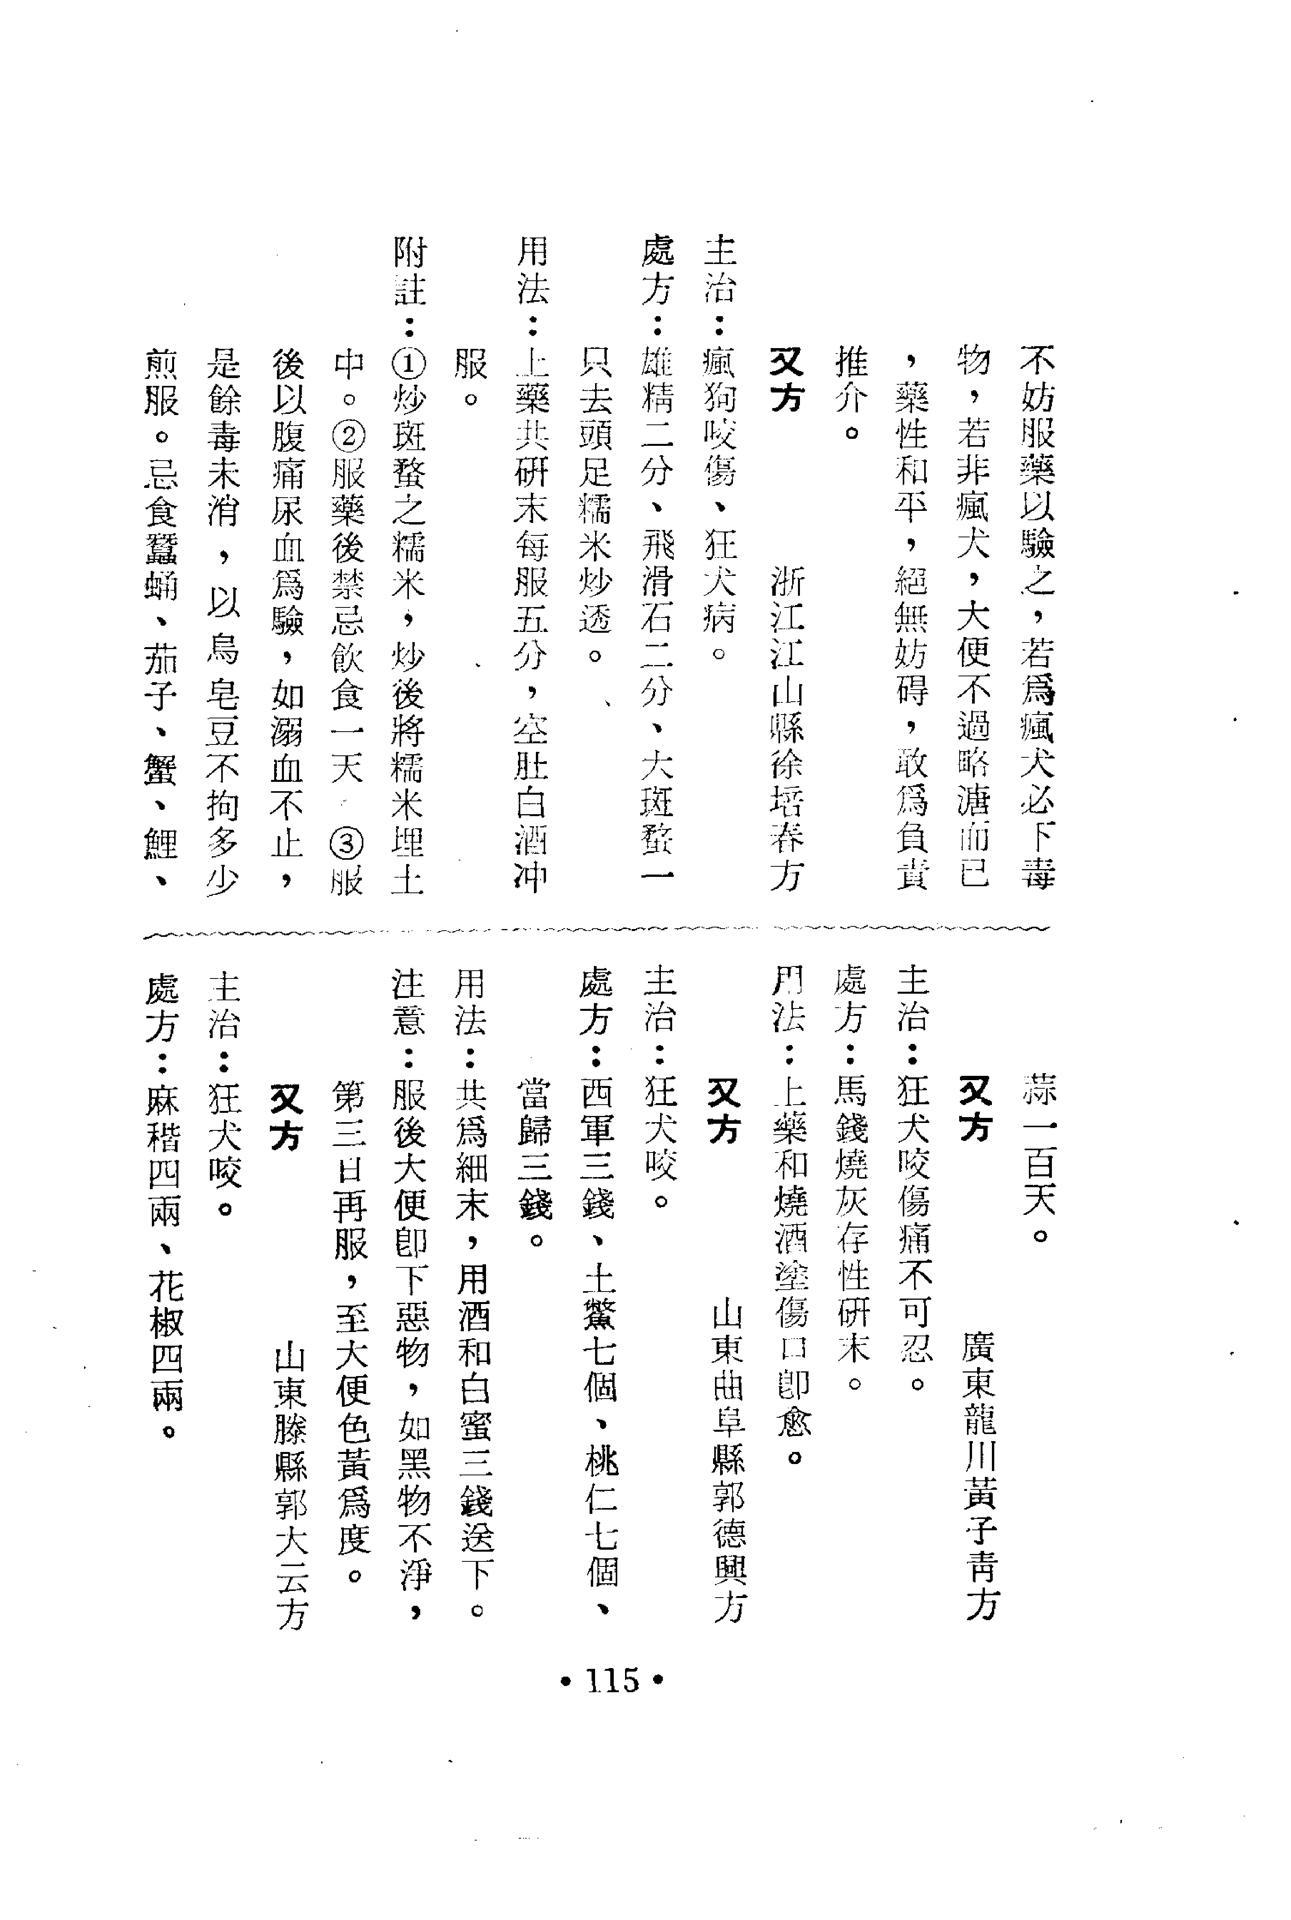 不妨服藥以驗之，若爲瘋犬必下毒
物，若非瘋犬，大便不過略溏而已
，藥性和平，絕無妨碍，敢爲負責
推介。
又方　浙江江山縣徐培春方
主治：瘋狗咬傷、狂犬病。
處方：雄精二分、飛滑石二分、大斑蝥一
只去頭足糯米炒透。
用法：上藥共研末每服五分，空肚白酒冲
服。
附註：①炒斑蝥之糯米，炒後將糯米埋土
中。②服藥後禁忌飲食一天　③服
後以腹痛尿血爲驗，如溺血不止，
是餘毒未消，以烏皂豆不拘多少
煎服。忌食蠶蛹、茄子、蟹、鯉、
蒜一百天。
又方　廣東龍川黃子靑方
主治：狂犬咬傷痛不可忍。
處方：馬錢燒灰存性研末。
用法：上藥和燒酒塗傷口卽愈。
又方　山東曲阜縣郭德興方
主治：狂犬咬。
處方：西軍三錢、土鱉七個、桃仁七個、
當歸三錢。
用法：共爲細末，用酒和白蜜三錢送下。
注意：服後大便卽下惡物，如黑物不淨，
第三日再服，至大便色黃爲度。
又方　山東滕縣郭大云方
主治：狂犬咬。
處方：麻稭四兩、花椒四兩。
• 115 •